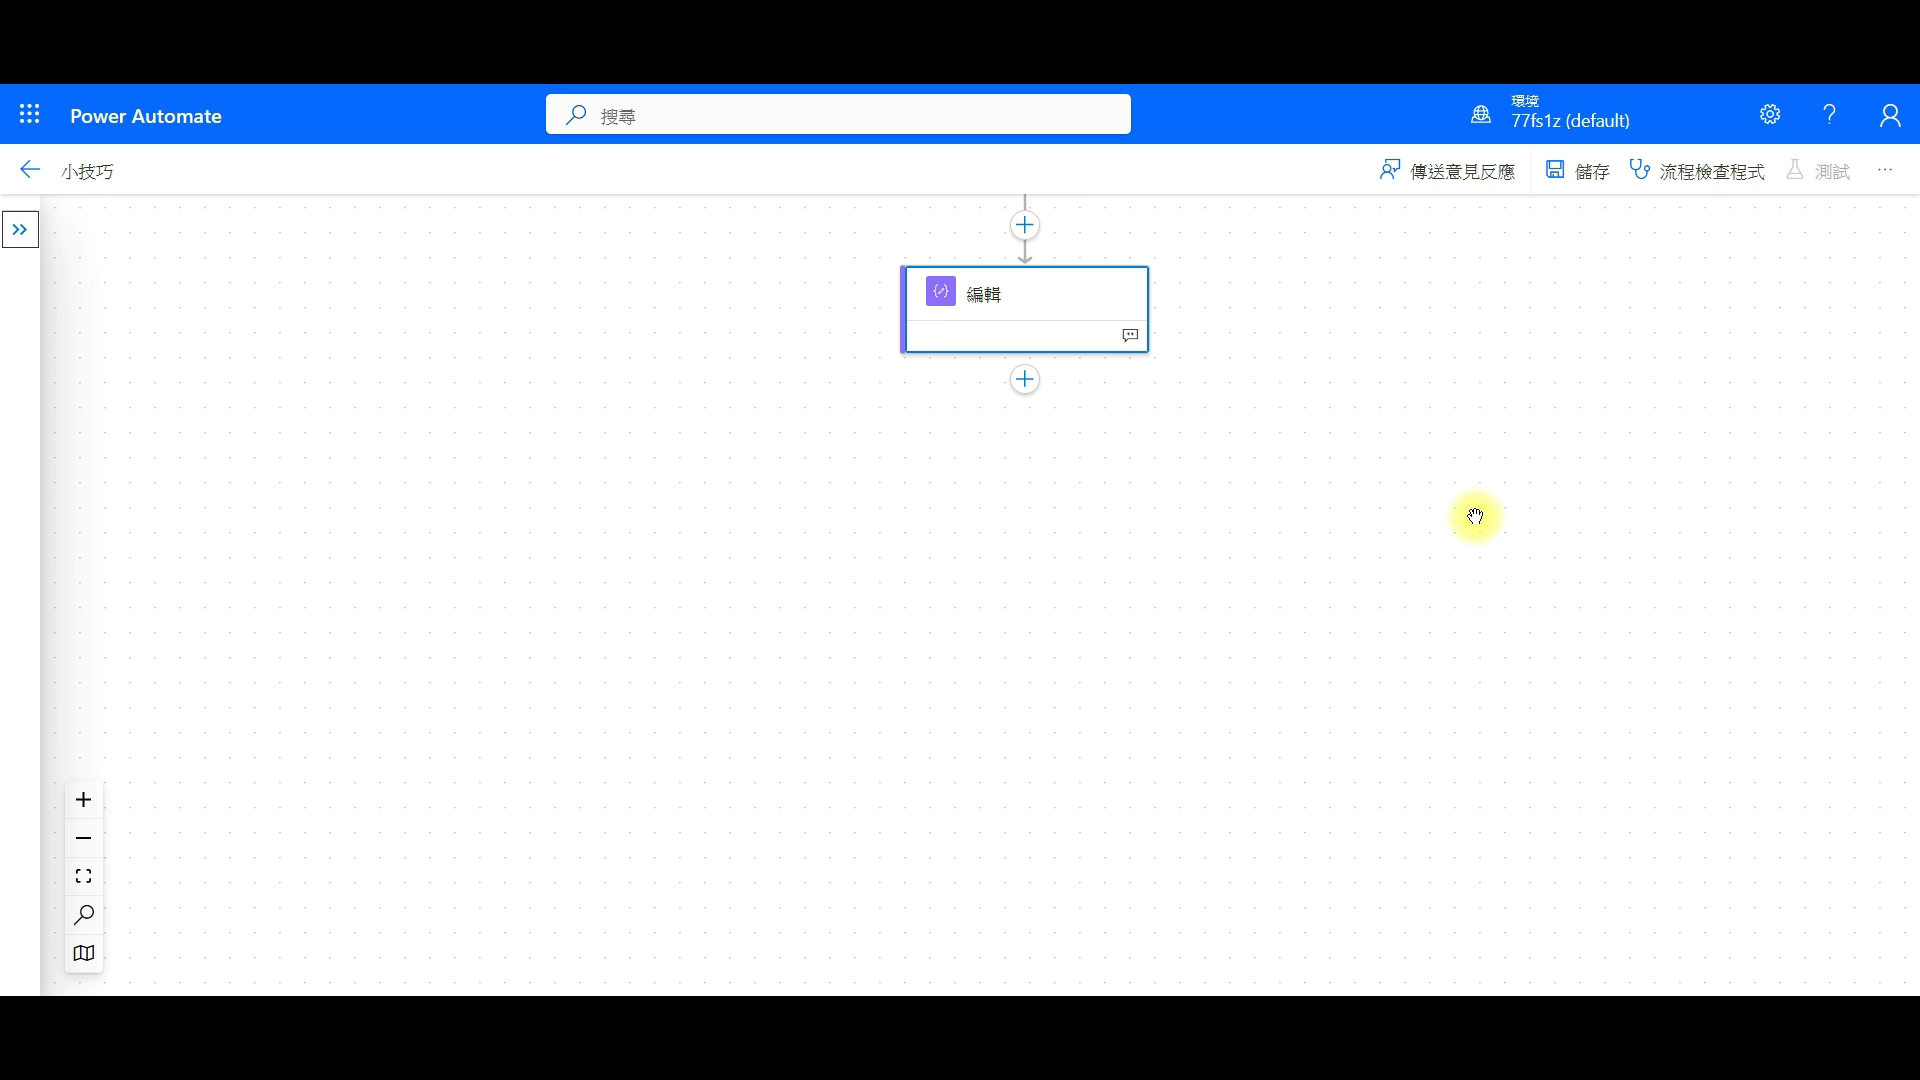 Power Automate
搜尋
環境
77fs1z (default)
小技巧
傳送意見反應
儲存
流程檢查程式
測試
編輯